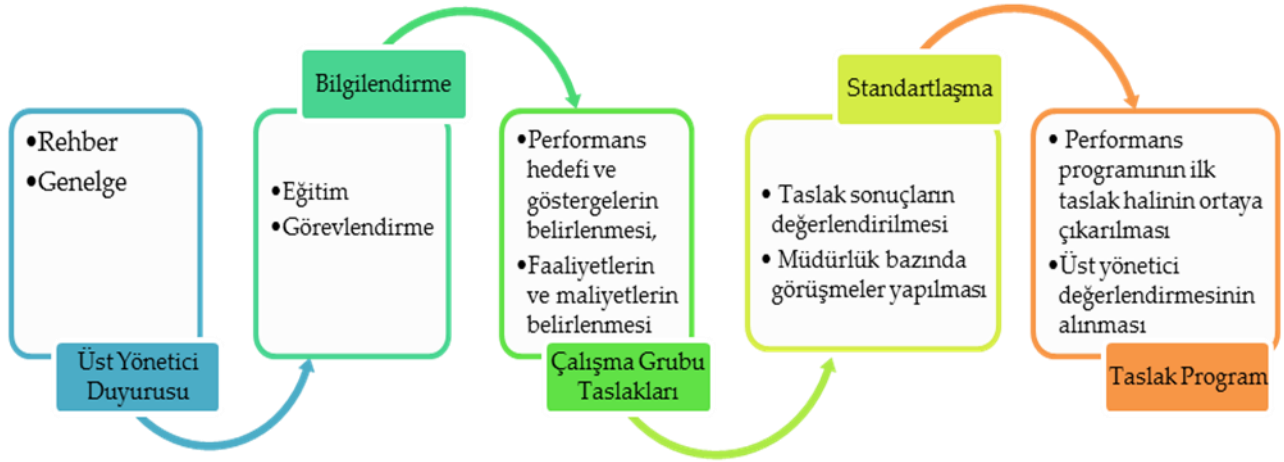 •Rehber
•Genelge
Üst Yönetici
Duyurusu
Bilgilendirme
•Eğitim
•Görevlendirme
•Performans
hedefi ve
göstergelerin
belirlenmesi,
•Faaliyetlerin
ve maliyetlerin
belirlenmesi
Çalışma Grubu
Taslakları
Standartlaşma
• Taslak sonuçların
değerlendirilmesi
• Müdürlük bazında
görüşmeler yapılması
• Performans
programının ilk
taslak halinin ortaya
çıkarılması
•Üst yönetici
değerlendirmesinin
alınması
Taslak Program